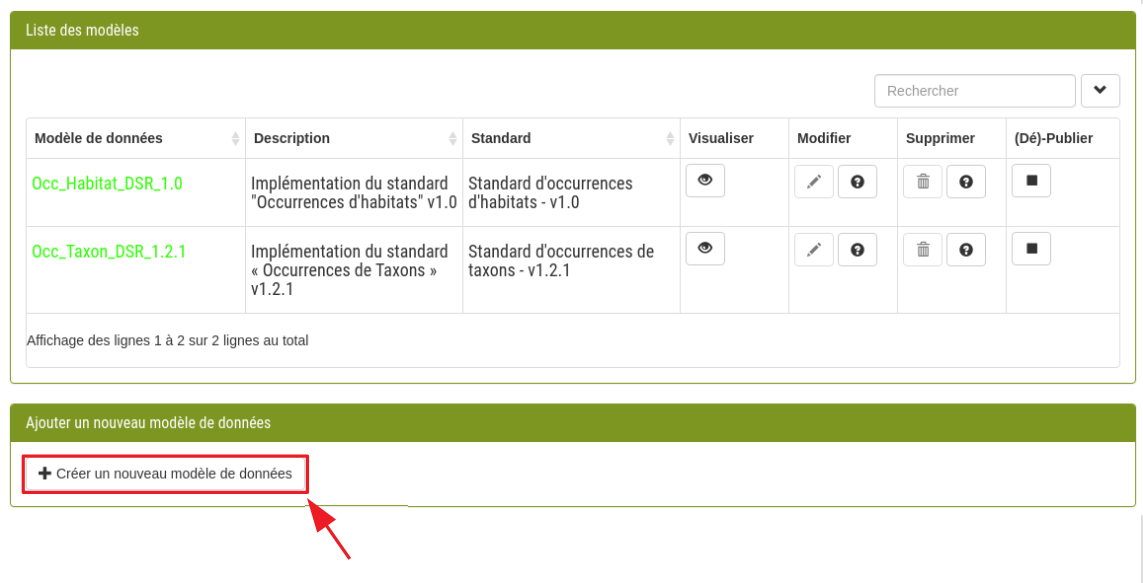 Liste des modèles
Rechercher
Modèle de données Description Standard Visualiser Modifier Supprimer (Dé)-Publier
Occ_Habitat_DSR_1.0 Implémentation du standard Standard d'occurrences
"Occurrences d'habitats" v1.0 d'habitats - v1.0
Occ_Taxon_DSR_1.2.1 Implémentation du standard Standard d'occurrences de
« Occurrences de Taxons » taxons - v1.2.1
v1.2.1
Affichage des lignes 1 à 2 sur 2 lignes au total
Ajouter un nouveau modèle de données
Créer un nouveau modèle de données